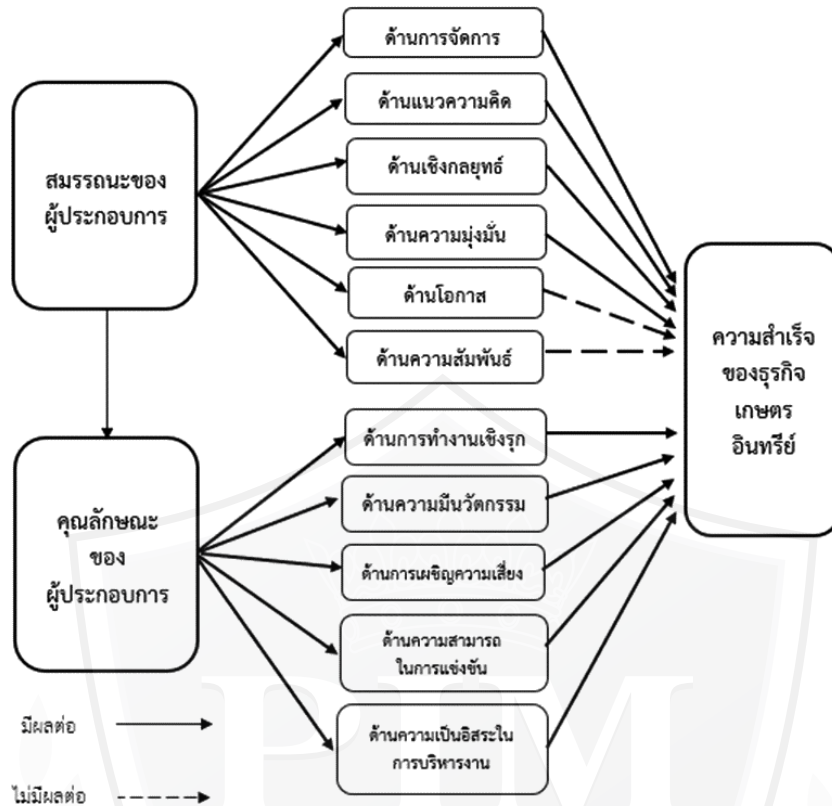 ด้านการจัดการ
ด้านแนวความคิด
ด้านเชิงกลยุทธ์
ด้านความมุ่งมั่น
ด้านโอกาส
ด้านความสัมพันธ์
สมรรถนะของ
ผู้ประกอบการ
ความสำเร็จ
ของธุรกิจ
เกษตร
อินทรีย์
ด้านการทำงานเชิงรุก
ด้านความมีนวัตกรรม
ด้านการเผชิญความเสี่ยง
ด้านความสามารถ
ในการแข่งขัน
ด้านความเป็นอิสระใน
การบริหารงาน
คุณลักษณะ
ของ
ผู้ประกอบการ
มีผลต่อ
ไม่มีผลต่อ
PIM